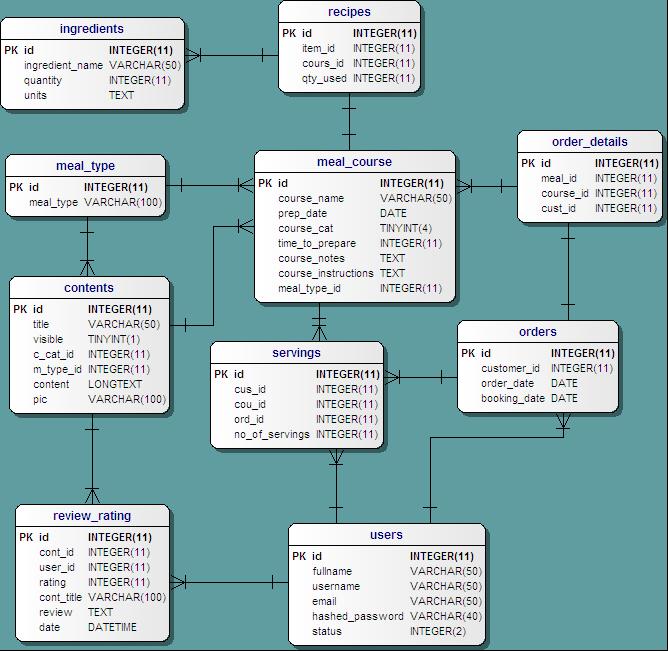 ingredients
PK id INTEGER(11)
ingredient_name VARCHAR(50)
quantity INTEGER(11)
units TEXT
recipes
PK id INTEGER(11)
item_id INTEGER(11)
cours_id INTEGER(11)
qty_used INTEGER(11)
meal_type
PK id INTEGER(11)
meal_type VARCHAR(100)
meal_course
PK id INTEGER(11)
course_name VARCHAR(50)
prep_date DATE
course_cat TINYINT(4)
time_to_prepare INTEGER(11)
course_notes TEXT
course_instructions TEXT
meal_type_id INTEGER(11)
order_details
PK id INTEGER(11)
meal_id INTEGER(11)
course_id INTEGER(11)
cust_id INTEGER(11)
contents
PK id INTEGER(11)
title VARCHAR(50)
visible TINYINT(1)
c_cat_id INTEGER(11)
m_type_id INTEGER(11)
content LONGTEXT
pic VARCHAR(100)
servings
PK id INTEGER(11)
cus_id INTEGER(11)
cou_id INTEGER(11)
ord_id INTEGER(11)
no_of_servings INTEGER(11)
orders
PK id INTEGER(11)
customer_id INTEGER(11)
order_date DATE
booking_date DATE
review_rating
PK id INTEGER(11)
cont_id INTEGER(11)
user_id INTEGER(11)
rating INTEGER(11)
cont_title VARCHAR(100)
review TEXT
date DATETIME
users
PK id INTEGER(11)
fullname VARCHAR(50)
username VARCHAR(50)
email VARCHAR(50)
hashed_password VARCHAR(40)
status INTEGER(2)